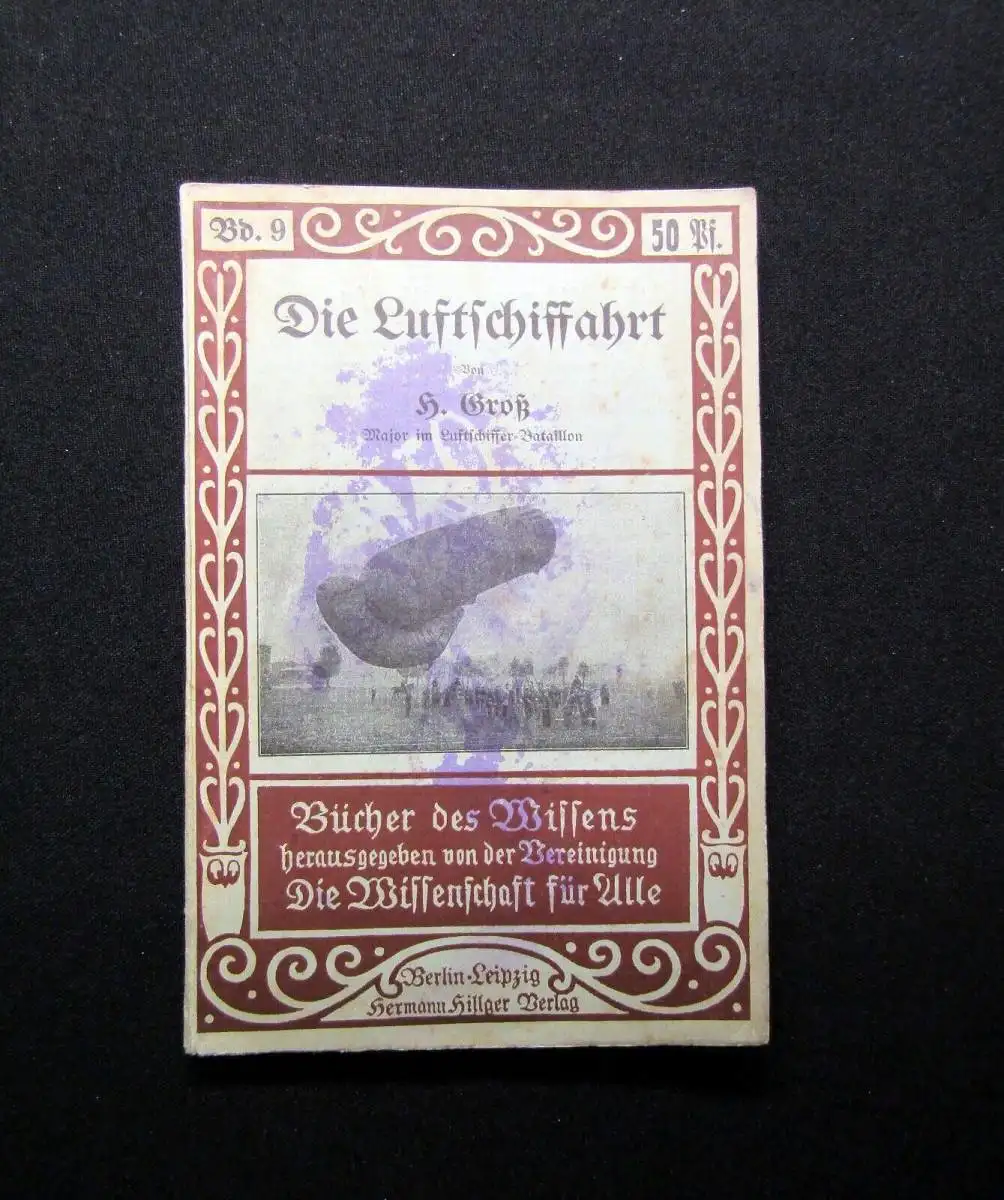 Bd. 9
50 Pf.
Die Luftſchiffahrt
Von
H. Groß
Major im Luftſchiffer-Bataillon
Bücher des Wiſſens
herausgegeben von der Vereinigung
Die Wiſſenſchaft für Alle
Berlin-Leipzig
Hermann Hillger Verlag